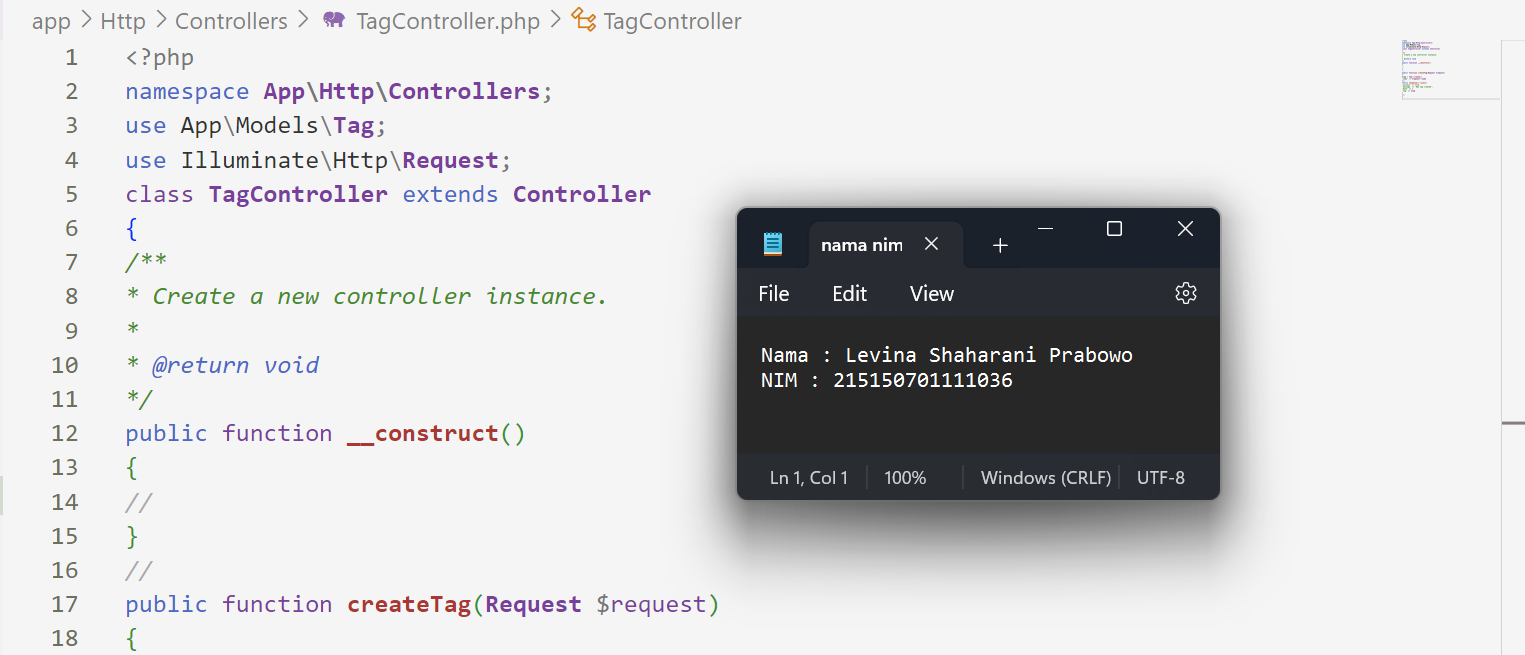 app > Http > Controllers > TagController.php > TagController
1 <?php
2 namespace App\Http\Controllers;
3 use App\Models\Tag;
4 use Illuminate\Http\Request;
5 class TagController extends Controller
6 {
7 /**
8 * Create a new controller instance.
9 *
10 * @return void
11 */
12 public function __construct()
13 {
14 //
15 }
16 //
17 public function createTag(Request $request)
18 {
nama nim
File Edit View
Nama : Levina Shaharani Prabowo
NIM : 215150701111036
Ln 1, Col 1 100% Windows (CRLF) UTF-8